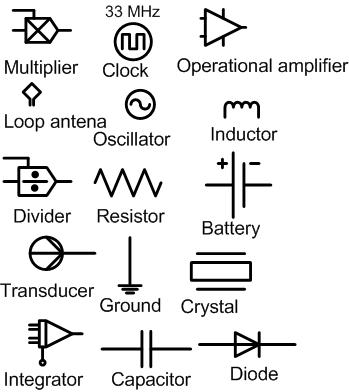 33 MHz
Multiplier
Clock
Operational amplifier
Loop antena
Oscillator
Inductor
+ −
Divider
Resistor
Battery
Transducer
Ground
Crystal
Integrator
Capacitor
Diode